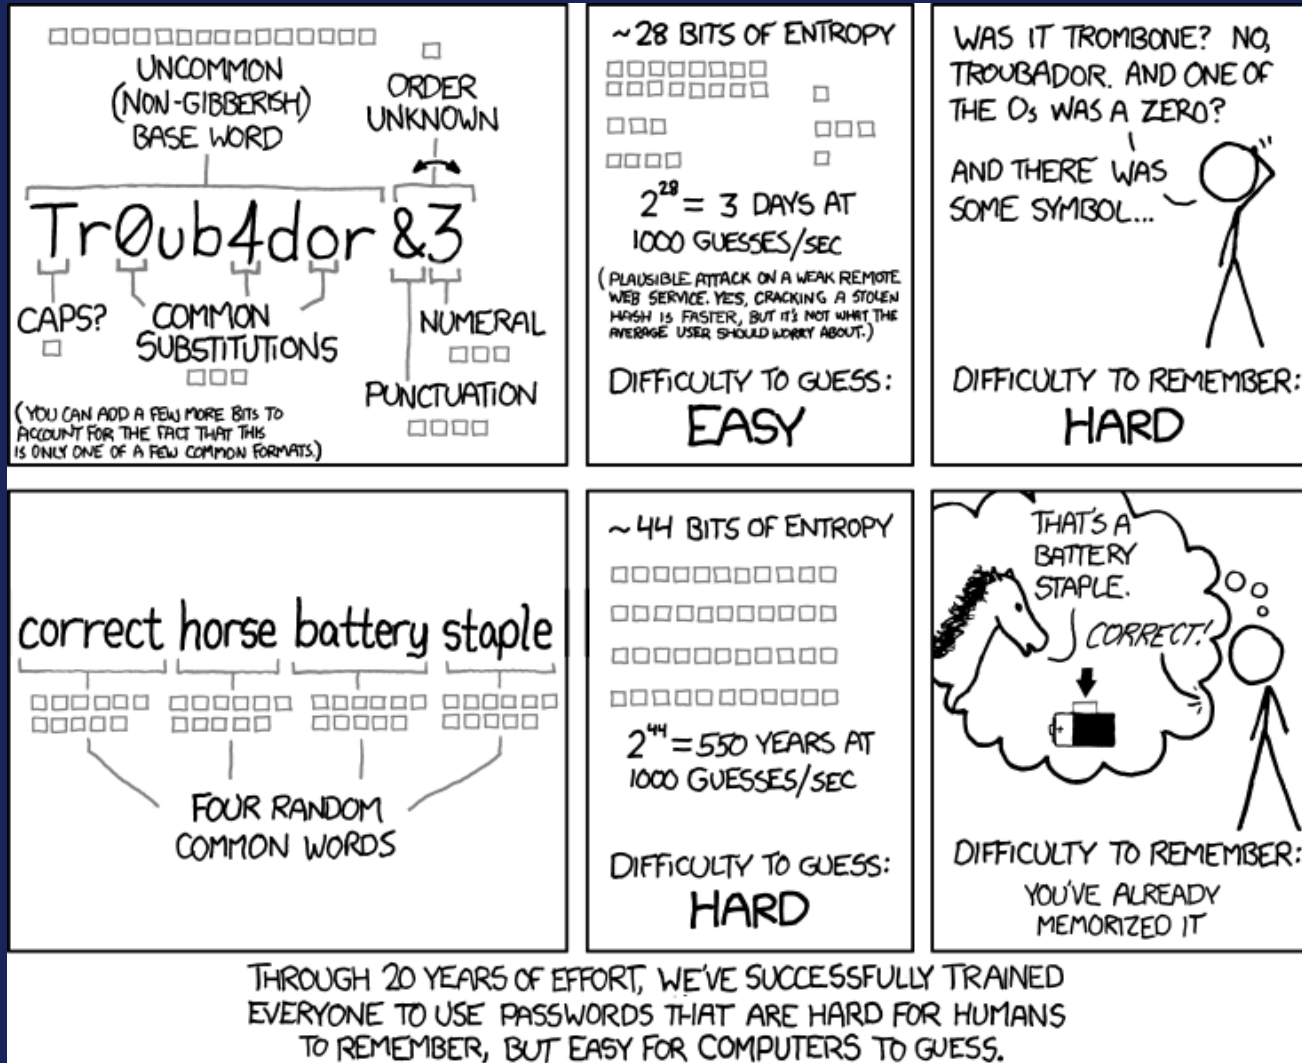 UNCOMMON
(NON-GIBBERISH)
BASE WORD
ORDER
UNKNOWN
Tr0ub4dor &3
CAPS?
COMMON
SUBSTITUTIONS
NUMERAL
PUNCTUATION
(YOU CAN ADD A FEW MORE BITS TO
ACCOUNT FOR THE FACT THAT THIS
IS ONLY ONE OF A FEW COMMON FORMATS.)
~28 BITS OF ENTROPY
2^28 = 3 DAYS AT
1000 GUESSES/SEC
(PLAUSIBLE ATTACK ON A WEAK REMOTE
WEB SERVICE. YES, CRACKING A STOLEN
HASH IS FASTER, BUT IT'S NOT WHAT THE
AVERAGE USER SHOULD WORRY ABOUT.)
DIFFICULTY TO GUESS:
EASY
WAS IT TROMBONE? NO,
TROUBADOR. AND ONE OF
THE Os WAS A ZERO?
AND THERE WAS
SOME SYMBOL...
DIFFICULTY TO REMEMBER:
HARD
correct horse battery staple
FOUR RANDOM
COMMON WORDS
~44 BITS OF ENTROPY
2^44 = 550 YEARS AT
1000 GUESSES/SEC
DIFFICULTY TO GUESS:
HARD
THAT'S A
BATTERY
STAPLE.
CORRECT!
DIFFICULTY TO REMEMBER:
YOU'VE ALREADY
MEMORIZED IT
THROUGH 20 YEARS OF EFFORT, WE'VE SUCCESSFULLY TRAINED
EVERYONE TO USE PASSWORDS THAT ARE HARD FOR HUMANS
TO REMEMBER, BUT EASY FOR COMPUTERS TO GUESS.